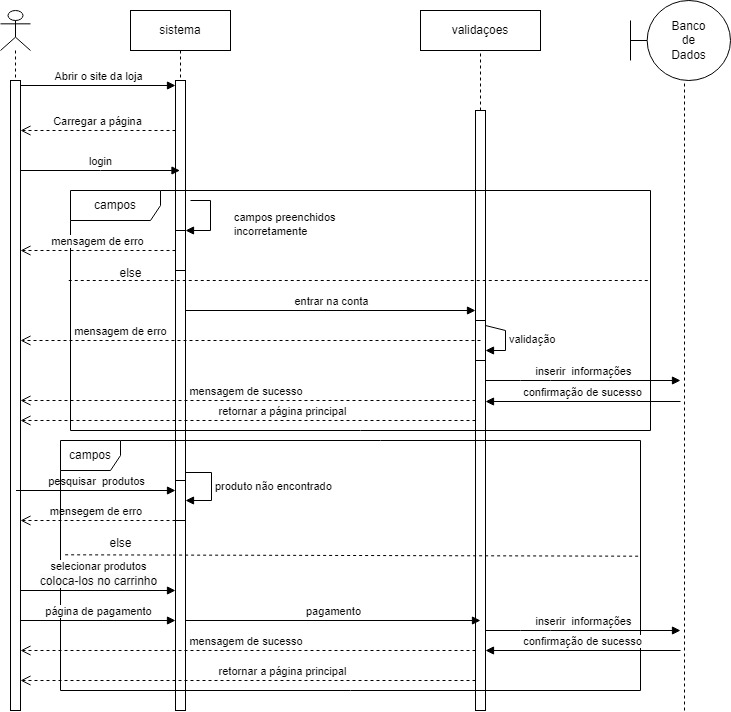 sistema
validaçoes
Banco
de
Dados
Abrir o site da loja
Carregar a página
login
campos
campos preenchidos
incorretamente
mensagem de erro
else
entrar na conta
mensagem de erro
validação
inserir informações
mensagem de sucesso
confirmação de sucesso
retornar a página principal
campos
pesquisar produtos
produto não encontrado
mensegem de erro
else
selecionar produtos
coloca-los no carrinho
página de pagamento
pagamento
inserir informações
mensagem de sucesso
confirmação de sucesso
retornar a página principal